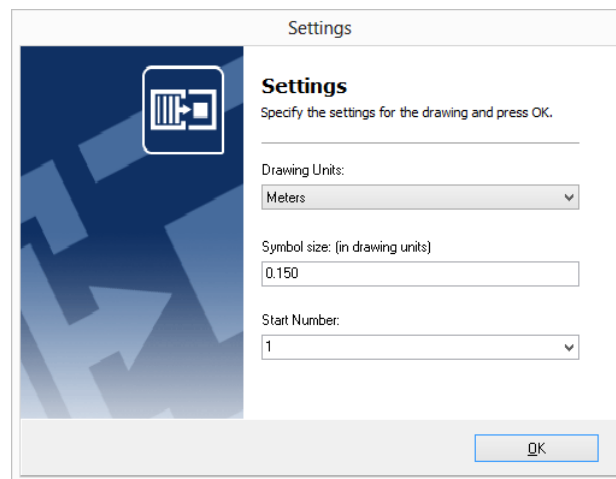 Settings
Settings
Specify the settings for the drawing and press OK.
Drawing Units:
Meters
Symbol size: (in drawing units)
0.150
Start Number:
1
OK